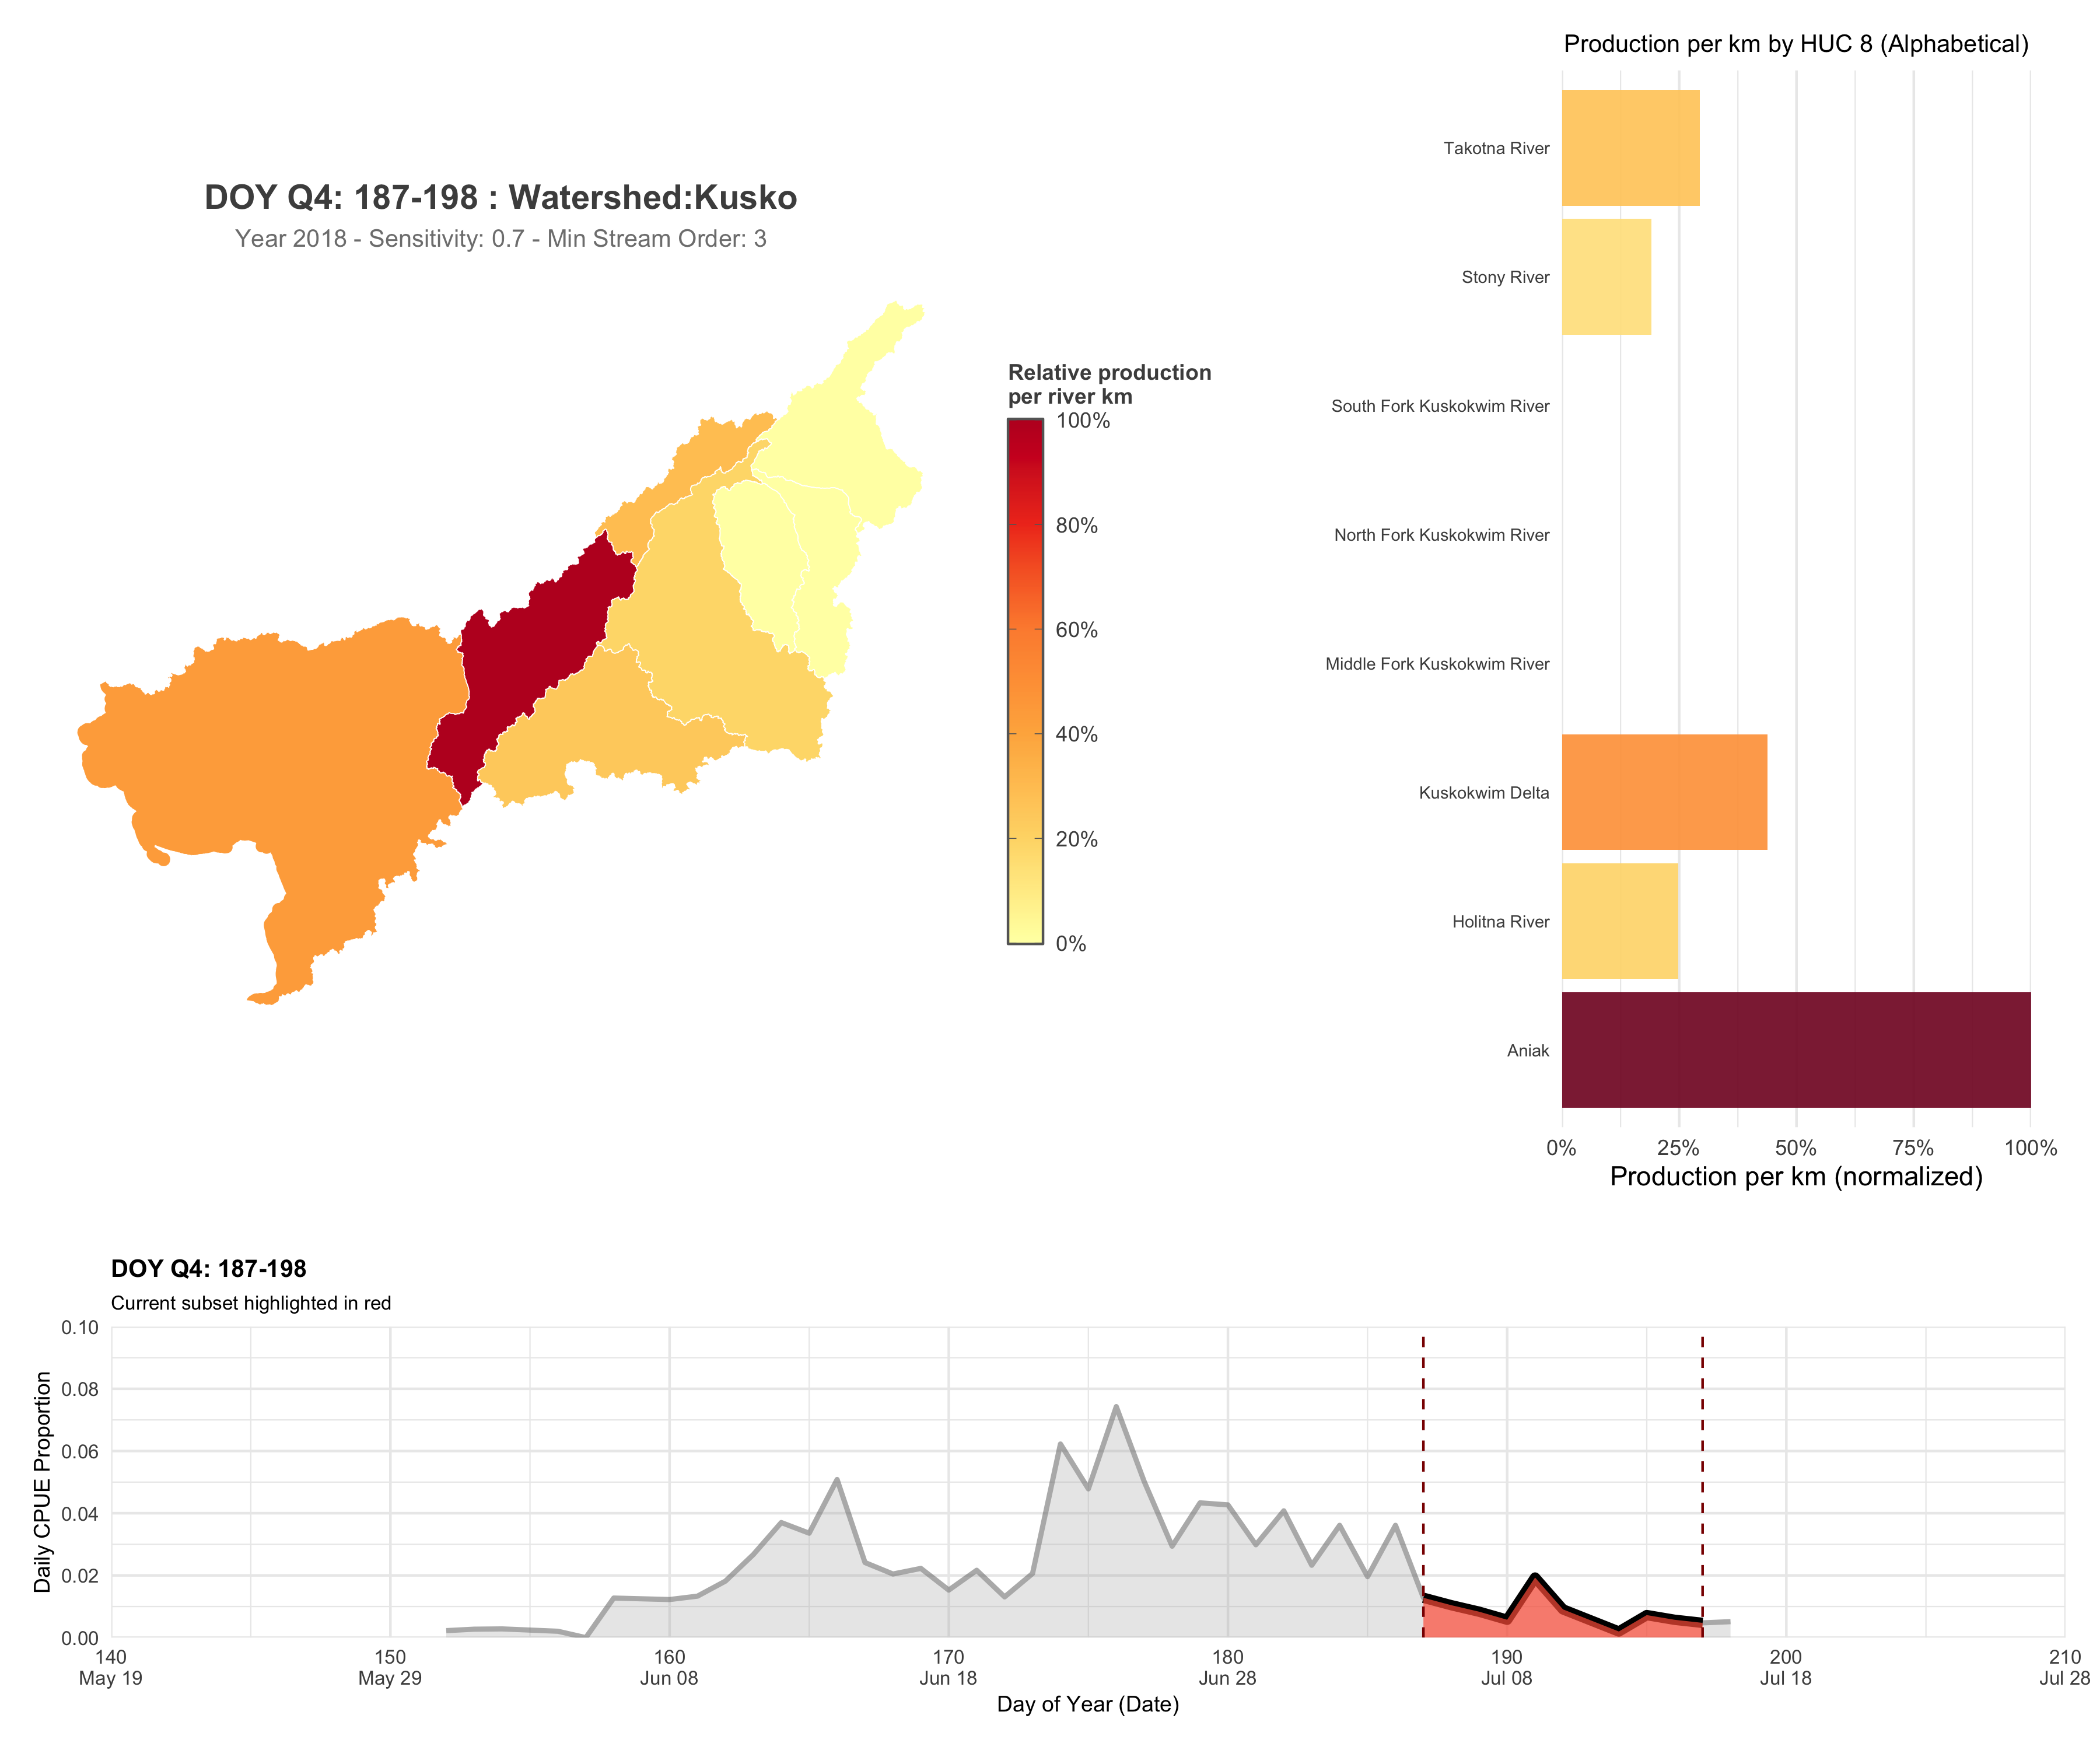 Production per km by HUC 8 (Alphabetical)
Takotna River
Stony River
South Fork Kuskokwim River
North Fork Kuskokwim River
Middle Fork Kuskokwim River
Kuskokwim Delta
Holitna River
Aniak
0% 25% 50% 75% 100%
Production per km (normalized)
DOY Q4: 187-198 : Watershed:Kusko
Year 2018 - Sensitivity: 0.7 - Min Stream Order: 3
Relative production
per river km
100%
80%
60%
40%
20%
0%
DOY Q4: 187-198
Current subset highlighted in red
Daily CPUE Proportion
0.10
0.08
0.06
0.04
0.02
0.00
140 150 160 170 180 190 200 210
May 19 May 29 Jun 08 Jun 18 Jun 28 Jul 08 Jul 18 Jul 28
Day of Year (Date)